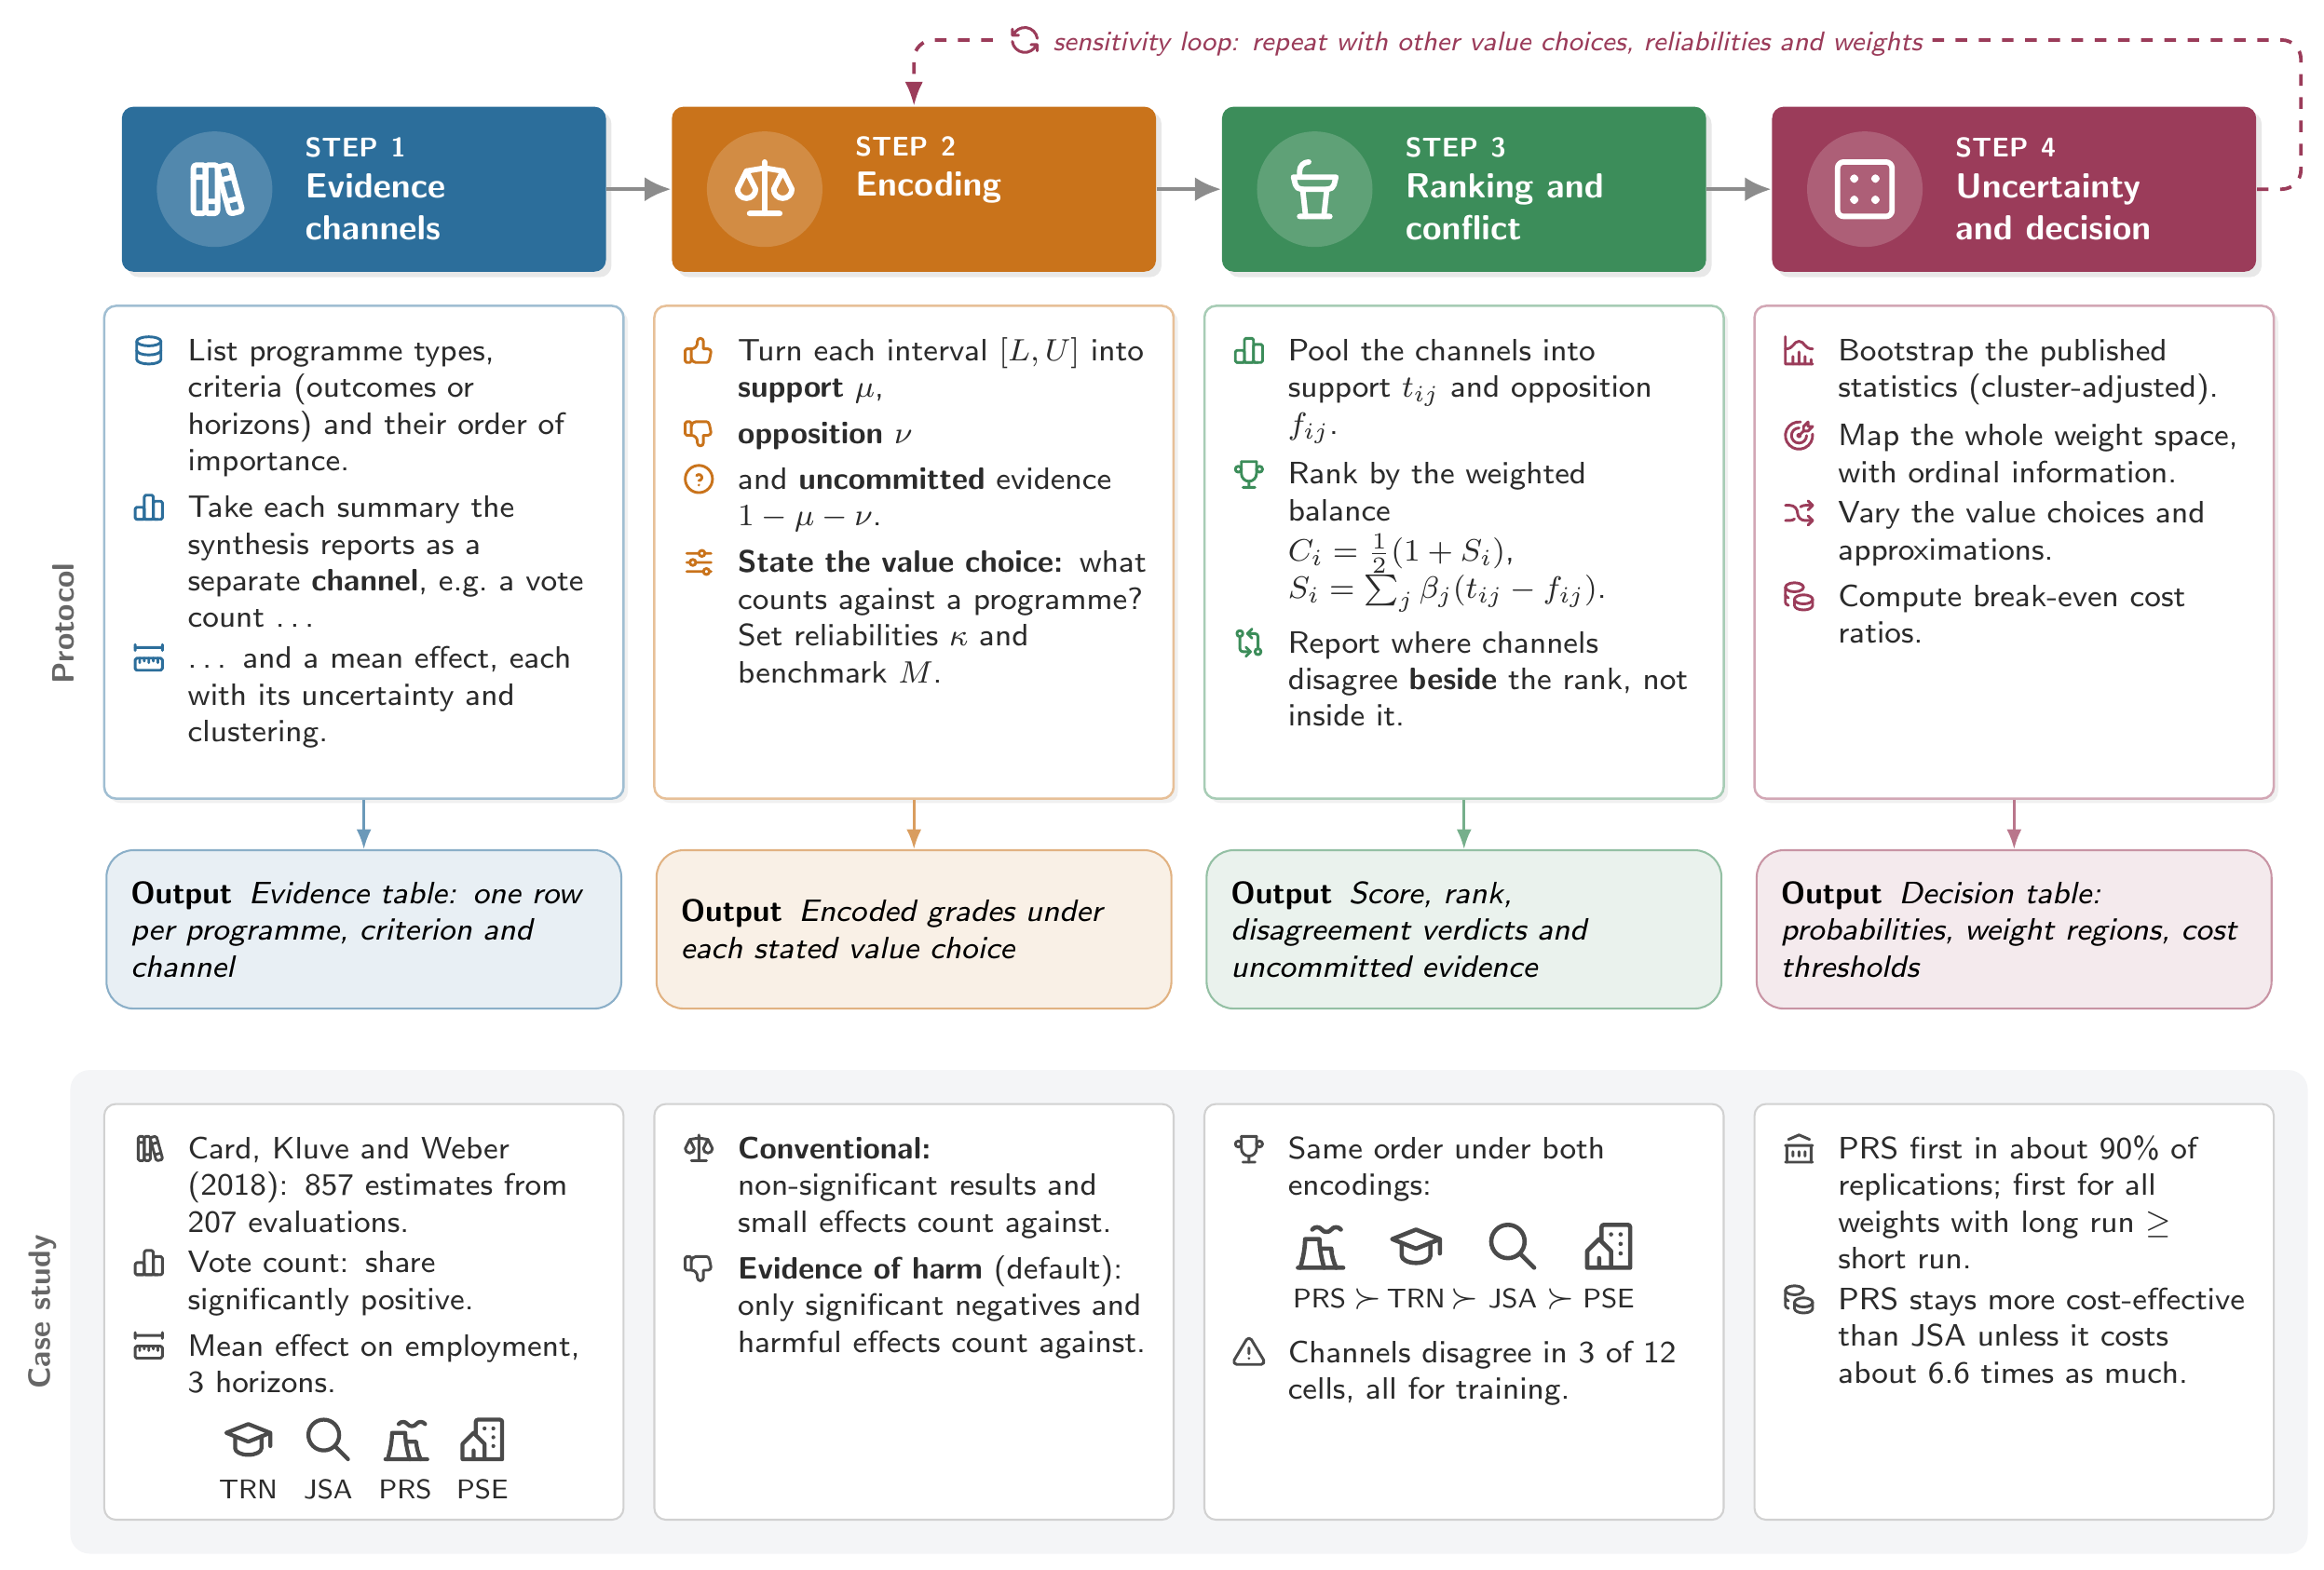 sensitivity loop: repeat with other value choices, reliabilities and weights
STEP 1
Evidence
channels
STEP 2
Encoding
STEP 3
Ranking and
conflict
STEP 4
Uncertainty
and decision
Protocol
List programme types,
criteria (outcomes or
horizons) and their order of
importance.
Take each summary the
synthesis reports as a
separate channel, e.g. a vote
count ...
... and a mean effect, each
with its uncertainty and
clustering.
Turn each interval [L, U] into
support μ,
opposition ν
and uncommitted evidence
1 − μ − ν.
State the value choice: what
counts against a programme?
Set reliabilities κ and
benchmark M.
Pool the channels into
support t_{ij} and opposition
f_{ij}.
Rank by the weighted
balance
C_i = \frac{1}{2}(1 + S_i),
S_i = ∑_j β_j(t_{ij} − f_{ij}).
Report where channels
disagree beside the rank, not
inside it.
Bootstrap the published
statistics (cluster-adjusted).
Map the whole weight space,
with ordinal information.
Vary the value choices and
approximations.
Compute break-even cost
ratios.
Output Evidence table: one row
per programme, criterion and
channel
Output Encoded grades under
each stated value choice
Output Score, rank,
disagreement verdicts and
uncommitted evidence
Output Decision table:
probabilities, weight regions, cost
thresholds
Case study
Card, Kluve and Weber
(2018): 857 estimates from
207 evaluations.
Vote count: share
significantly positive.
Mean effect on employment,
3 horizons.
TRN JSA PRS PSE
Conventional:
non-significant results and
small effects count against.
Evidence of harm (default):
only significant negatives and
harmful effects count against.
Same order under both
encodings:
PRS ≻ TRN ≻ JSA ≻ PSE
Channels disagree in 3 of 12
cells, all for training.
PRS first in about 90% of
replications; first for all
weights with long run ≥
short run.
PRS stays more cost-effective
than JSA unless it costs
about 6.6 times as much.